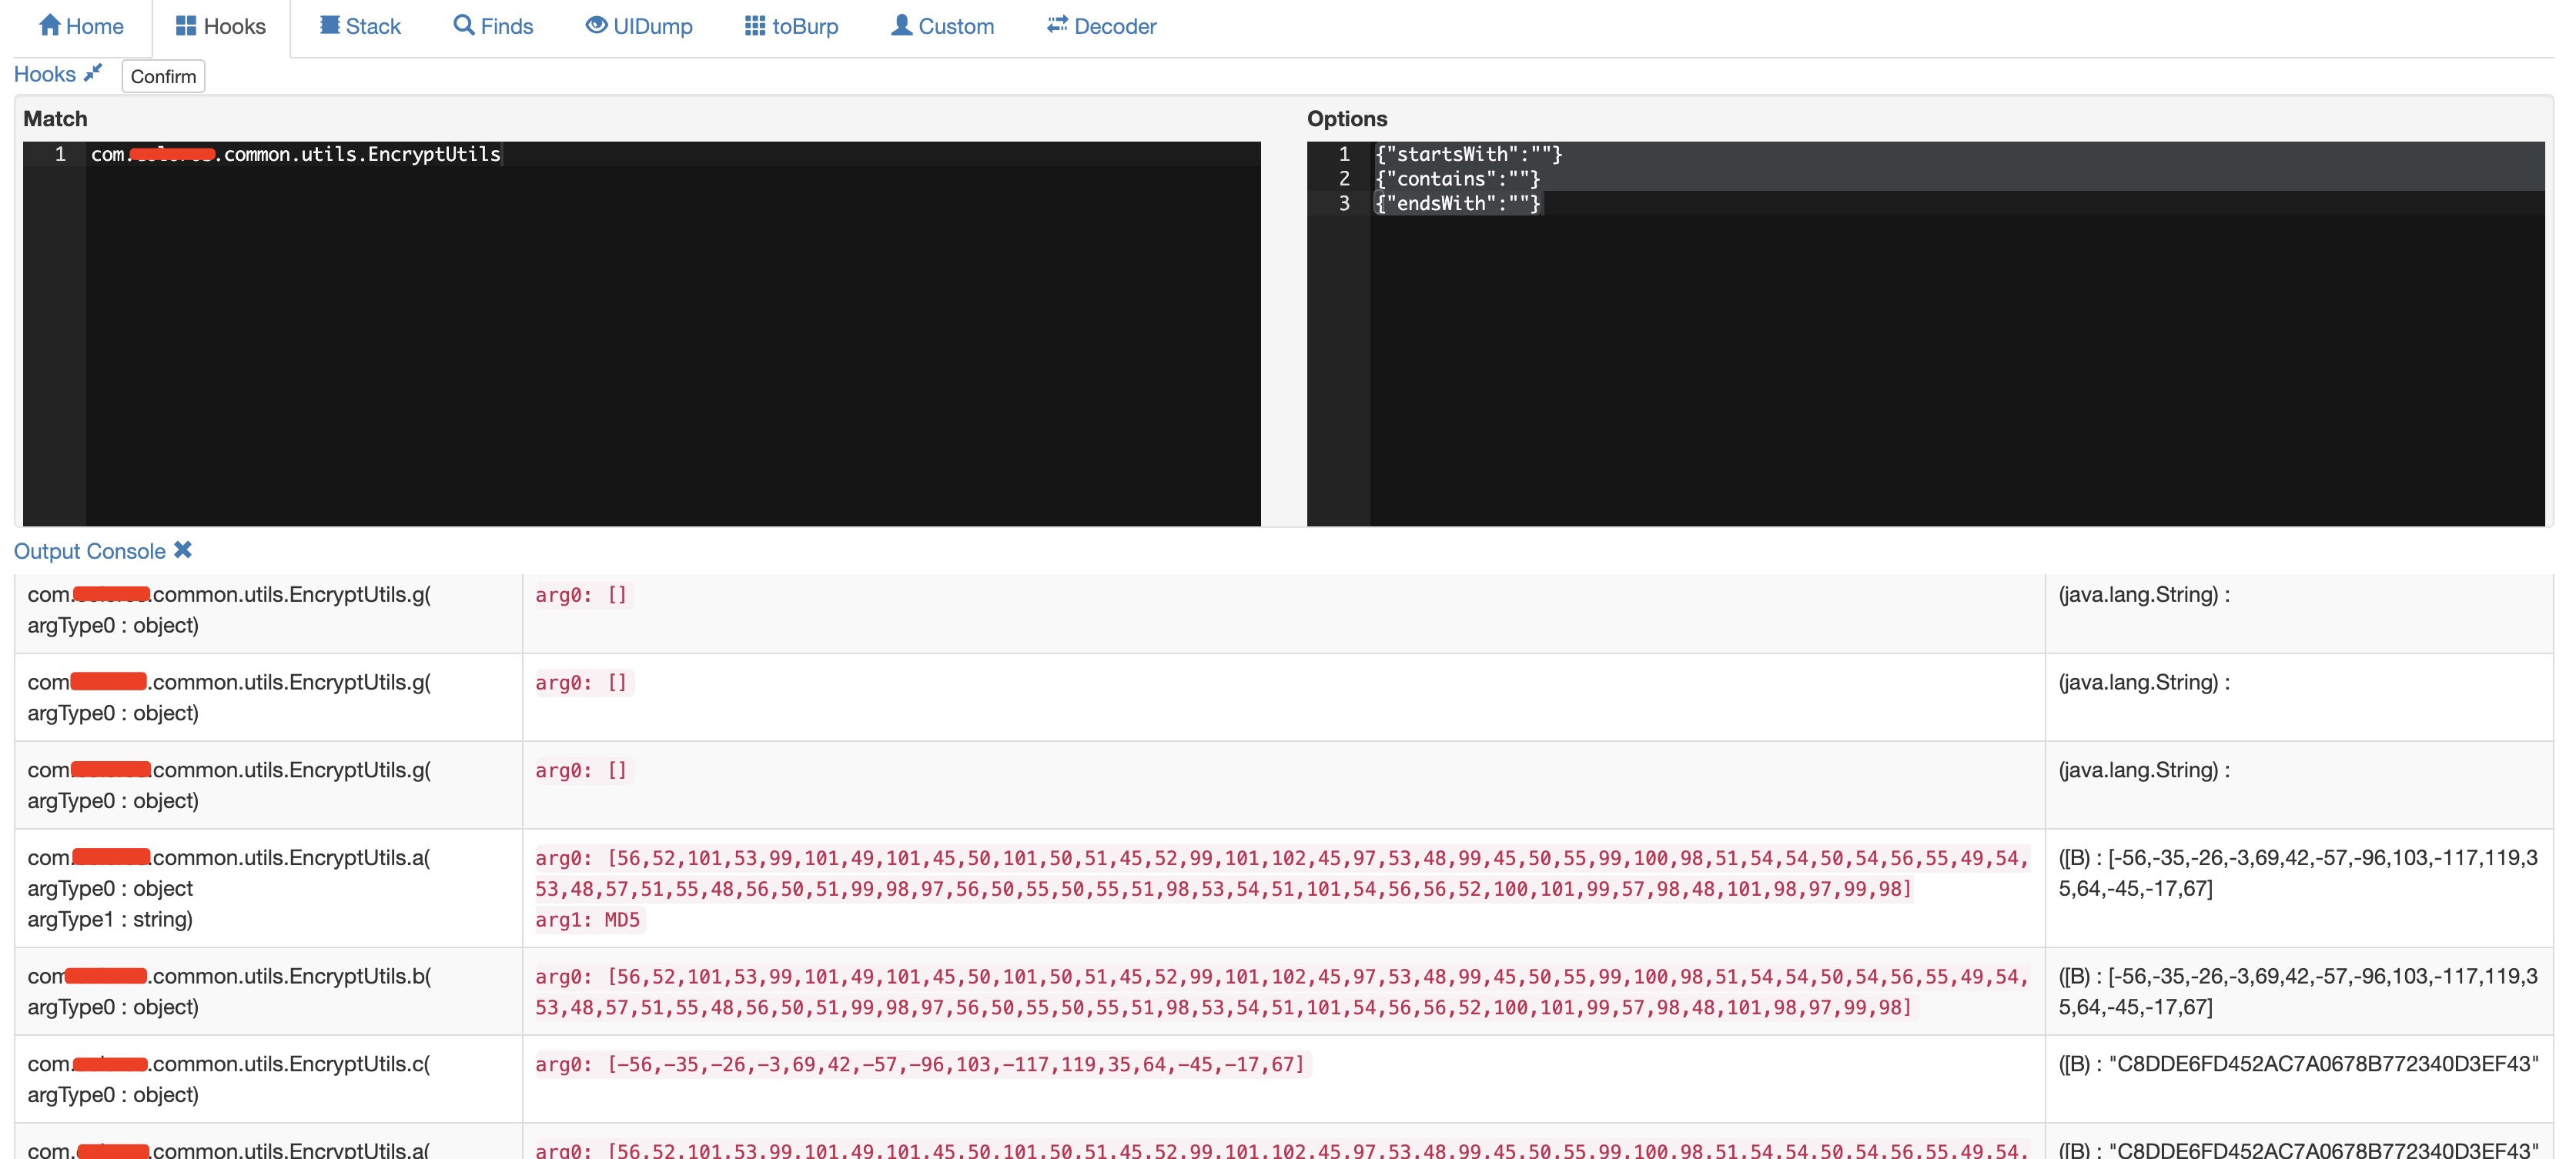 Home Hooks Stack Finds UIDump toBurp Custom Decoder
Hooks Confirm
Match
1 com. .common.utils.EncryptUtils
Options
1 {"startsWith":""}
2 {"contains":""}
3 {"endsWith":""}
Output Console
com. .common.utils.EncryptUtils.g(
argType0 : object)
arg0: []
(java.lang.String) :
com .common.utils.EncryptUtils.g(
argType0 : object)
arg0: []
(java.lang.String) :
com .common.utils.EncryptUtils.g(
argType0 : object)
arg0: []
(java.lang.String) :
com. .common.utils.EncryptUtils.a(
argType0 : object
argType1 : string)
arg0: [56,52,101,53,99,101,49,101,45,50,101,50,51,45,52,99,101,102,45,97,53,48,99,45,50,55,99,100,98,51,54,54,50,54,56,55,49,54,
53,48,57,51,55,48,56,50,51,99,98,97,56,50,55,50,55,51,98,53,54,51,101,54,56,56,52,100,101,99,57,98,48,101,98,97,99,98]
arg1: MD5
([B) : [-56,-35,-26,-3,69,42,-57,-96,103,-117,119,3
5,64,-45,-17,67]
com .common.utils.EncryptUtils.b(
argType0 : object)
arg0: [56,52,101,53,99,101,49,101,45,50,101,50,51,45,52,99,101,102,45,97,53,48,99,45,50,55,99,100,98,51,54,54,50,54,56,55,49,54,
53,48,57,51,55,48,56,50,51,99,98,97,56,50,55,50,55,51,98,53,54,51,101,54,56,56,52,100,101,99,57,98,48,101,98,97,99,98]
([B) : [-56,-35,-26,-3,69,42,-57,-96,103,-117,119,3
5,64,-45,-17,67]
com. .common.utils.EncryptUtils.c(
argType0 : object)
arg0: [-56,-35,-26,-3,69,42,-57,-96,103,-117,119,35,64,-45,-17,67]
([B) : "C8DDE6FD452AC7A0678B772340D3EF43"
com. .common.utils.EncryptUtils.a(
arg0: [56,52,101,53,99,101,49,101,45,50,101,50,51,45,52,99,101,102,45,97,53,48,99,45,50,55,99,100,98,51,54,54,50,54,56,55,49,54,
([B) : "C8DDE6FD452AC7A0678B772340D3EF43"